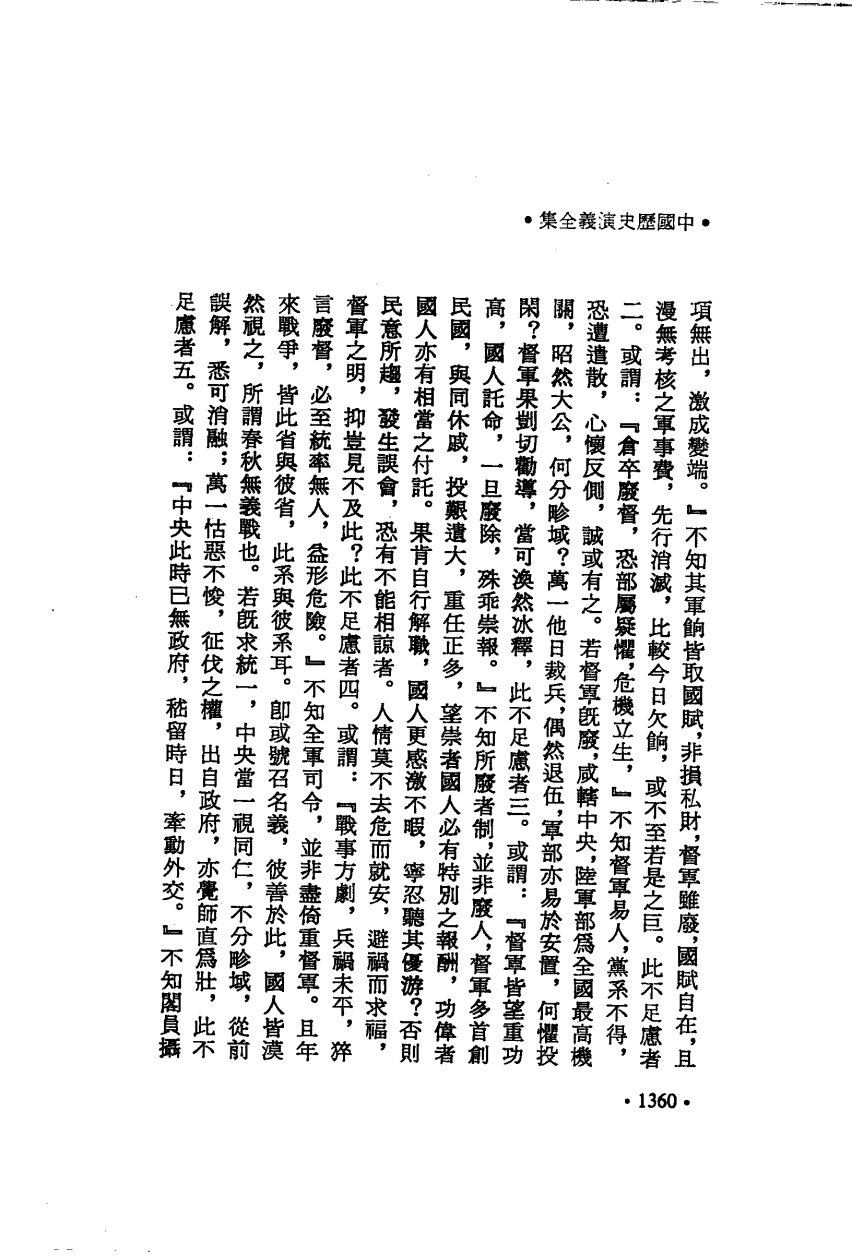 •中國歷史演義全集•
項無出，激成變端。』不知其軍餉皆取國賦，非損私財，督軍雖廢，國賦自在，且
漫無考核之軍事費，先行消滅，比較今日欠餉，或不至若是之巨。此不足慮者
二。或謂：『倉卒廢督，恐部屬疑懼，危機立生，』不知督軍易人，黨系不得，
恐遭遣散，心懷反側，誠或有之。若督軍旣廢，咸轄中央，陸軍部爲全國最高機
關，昭然大公，何分畛域？萬一他日裁兵，偶然退伍，軍部亦易於安置，何懼投
閑？督軍果剴切勸導，當可渙然冰釋，此不足慮者三。或謂：『督軍皆望重功
高，國人託命，一旦廢除，殊乖崇報。』不知所廢者制，並非廢人，督軍多首創
民國，與同休戚，投艱遺大，重任正多，望崇者國人必有特別之報酬，功偉者
國人亦有相當之付託。果肯自行解職，國人更感激不暇，寧忍聽其優游？否則
民意所趨，發生誤會，恐有不能相諒者。人情莫不去危而就安，避禍而求福，
督軍之明，抑豈見不及此？此不足慮者四。或謂：『戰事方劇，兵禍未平，猝
言廢督，必至統率無人，益形危險。』不知全軍司令，並非盡倚重督軍。且年
來戰爭，皆此省與彼省，此系與彼系耳。卽或號召名義，彼善於此，國人皆漠
然視之，所謂春秋無義戰也。若旣求統一，中央當一視同仁，不分畛域，從前
誤解，悉可消融；萬一怙惡不悛，征伐之權，出自政府，亦覺師直爲壯，此不
足慮者五。或謂：『中央此時已無政府，嵇留時日，牽動外交。』不知閣員攝
•1360•